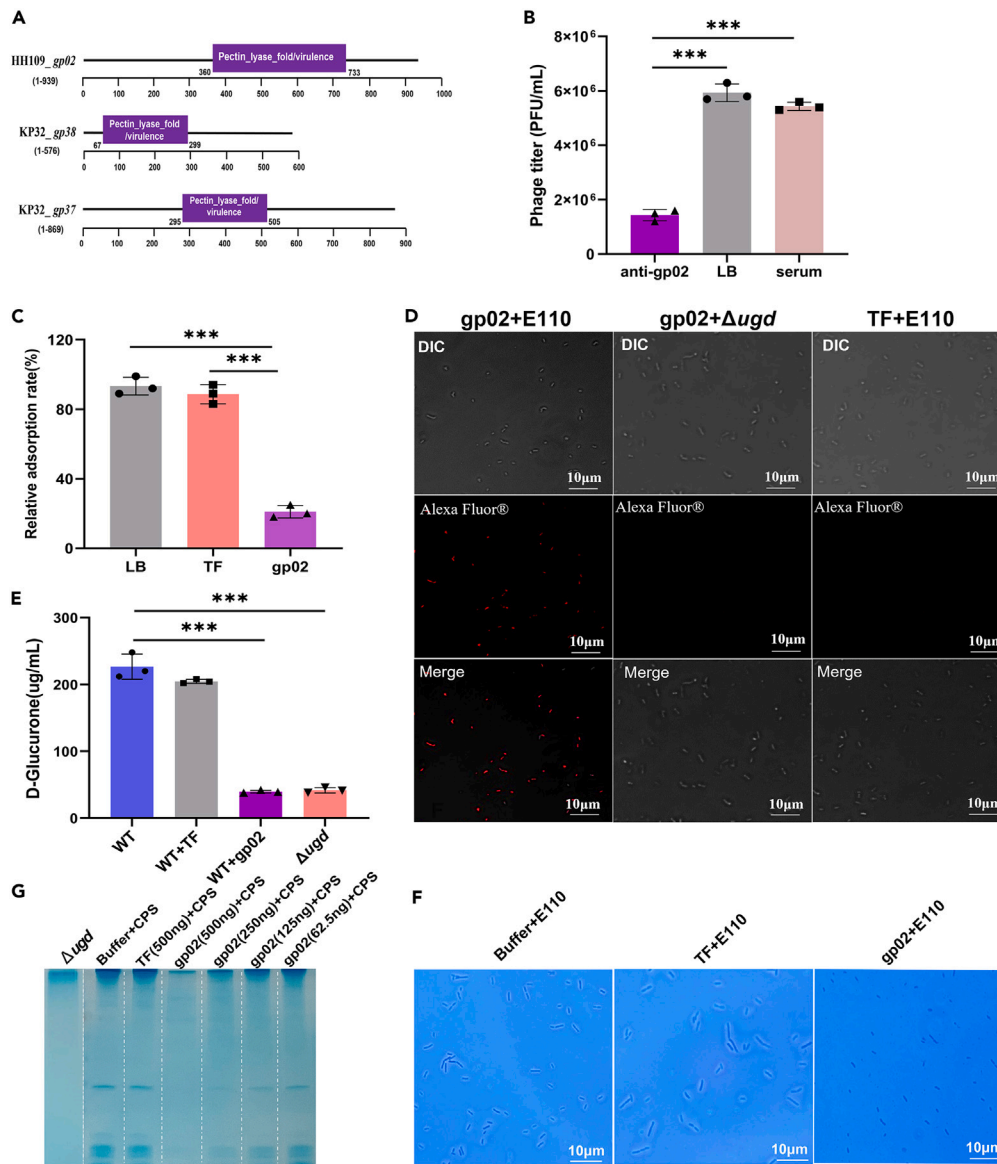 A
HH109_gp02
(1-939)
Pectin_lyase_fold/virulence
360
733
0 100 200 300 400 500 600 700 800 900 1000
KP32_gp38
(1-576)
Pectin_lyase_fold
/virulence
67
299
0 100 200 300 400 500 600
KP32_gp37
(1-869)
Pectin_lyase_fold/
virulence
295
505
0 100 200 300 400 500 600 700 800 900
B
Phage titer (PFU/mL)
8×10⁶
6×10⁶
4×10⁶
2×10⁶
0
***
***
anti-gp02 LB serum
C
Relative adsorption rate(%)
120
80
40
0
***
***
LB TF gp02
D
gp02+E110 gp02+Δugd TF+E110
DIC DIC DIC
10μm 10μm 10μm
Alexa Fluor® Alexa Fluor® Alexa Fluor®
10μm 10μm 10μm
Merge Merge Merge
10μm 10μm 10μm
E
D-Glucurone(ug/mL)
300
200
100
0
***
***
WT WT+TF WT+gp02 Δugd
G
Δugd
Buffer+CPS
TF(500ng)+CPS
gp02(500ng)+CPS
gp02(250ng)+CPS
gp02(125ng)+CPS
gp02(62.5ng)+CPS
F
Buffer+E110
TF+E110
gp02+E110
10μm 10μm 10μm